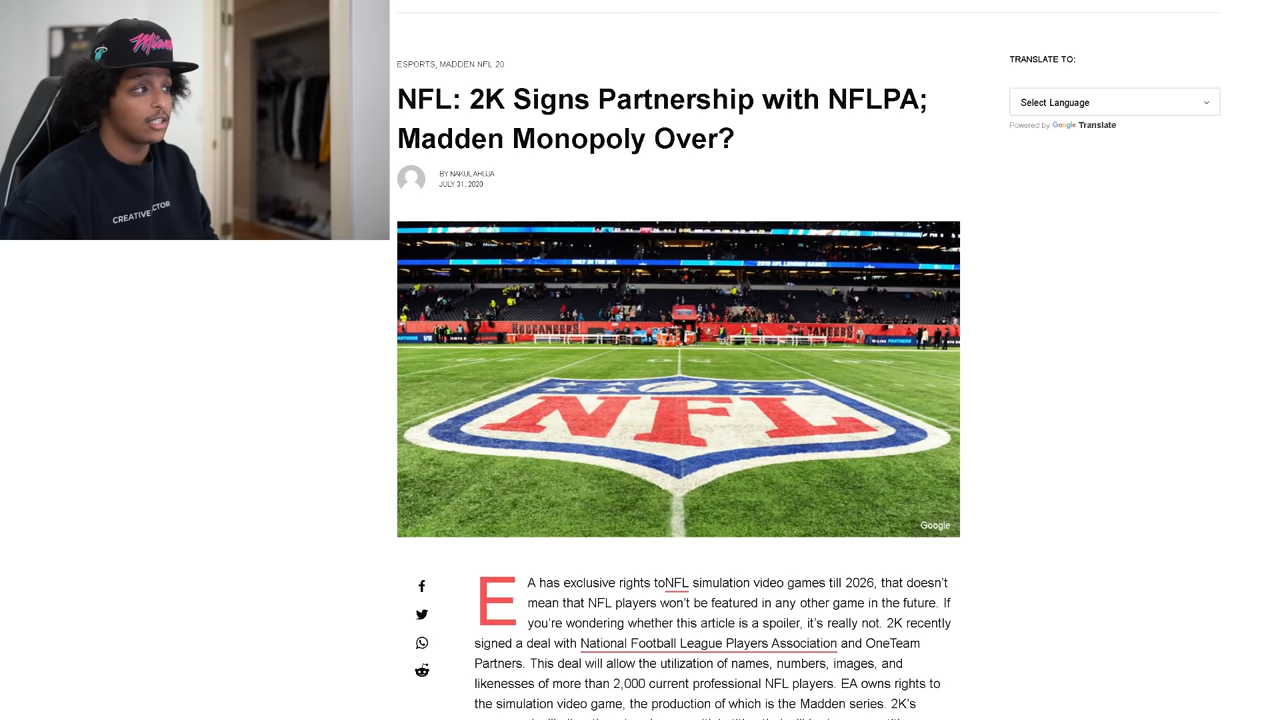 Miami
CREATIVE
ESPORTS, MADDEN NFL 20
NFL: 2K Signs Partnership with NFLPA;
Madden Monopoly Over?
BY NAKULAHUJA
JULY 31, 2020
TRANSLATE TO:
Select Language
Powered by Google Translate
BUCCANEERS
BUCCANEERS
PANTHERS
NFL
Google
EA has exclusive rights toNFL simulation video games till 2026, that doesn't
mean that NFL players won't be featured in any other game in the future. If
you're wondering whether this article is a spoiler, it's really not. 2K recently
signed a deal with National Football League Players Association and OneTeam
Partners. This deal will allow the utilization of names, numbers, images, and
likenesses of more than 2,000 current professional NFL players. EA owns rights to
the simulation video game, the production of which is the Madden series. 2K's